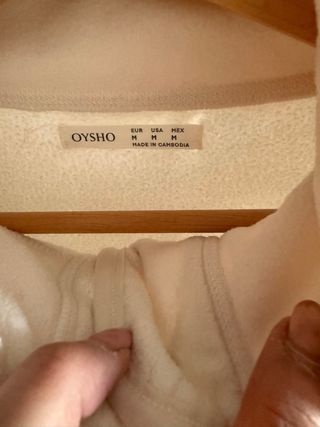 OYSHO
EUR USA MEX
M M M
MADE IN CAMBODIA